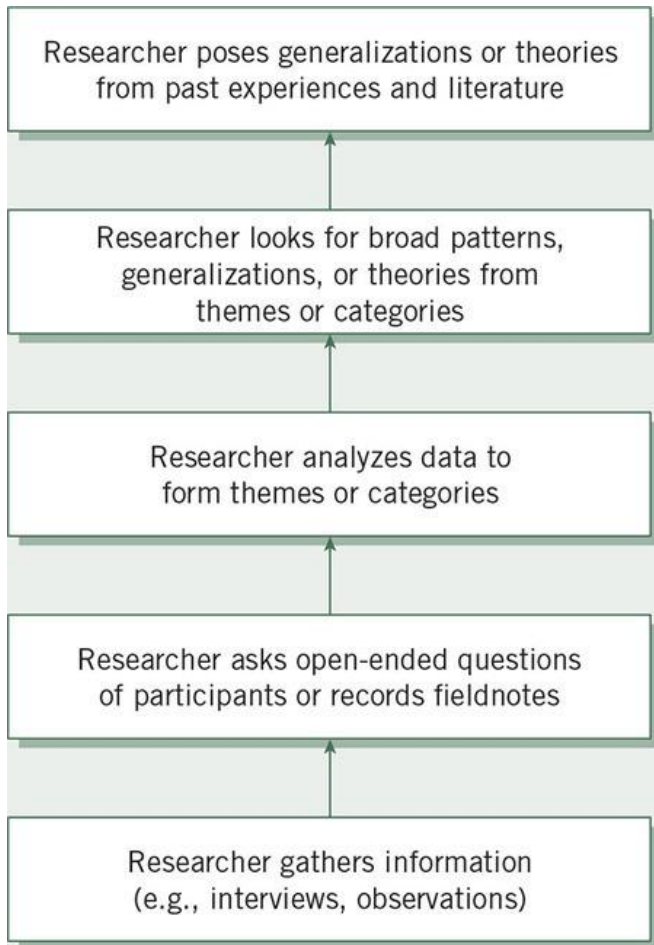 Researcher poses generalizations or theories
from past experiences and literature
Researcher looks for broad patterns,
generalizations, or theories from
themes or categories
Researcher analyzes data to
form themes or categories
Researcher asks open-ended questions
of participants or records fieldnotes
Researcher gathers information
(e.g., interviews, observations)